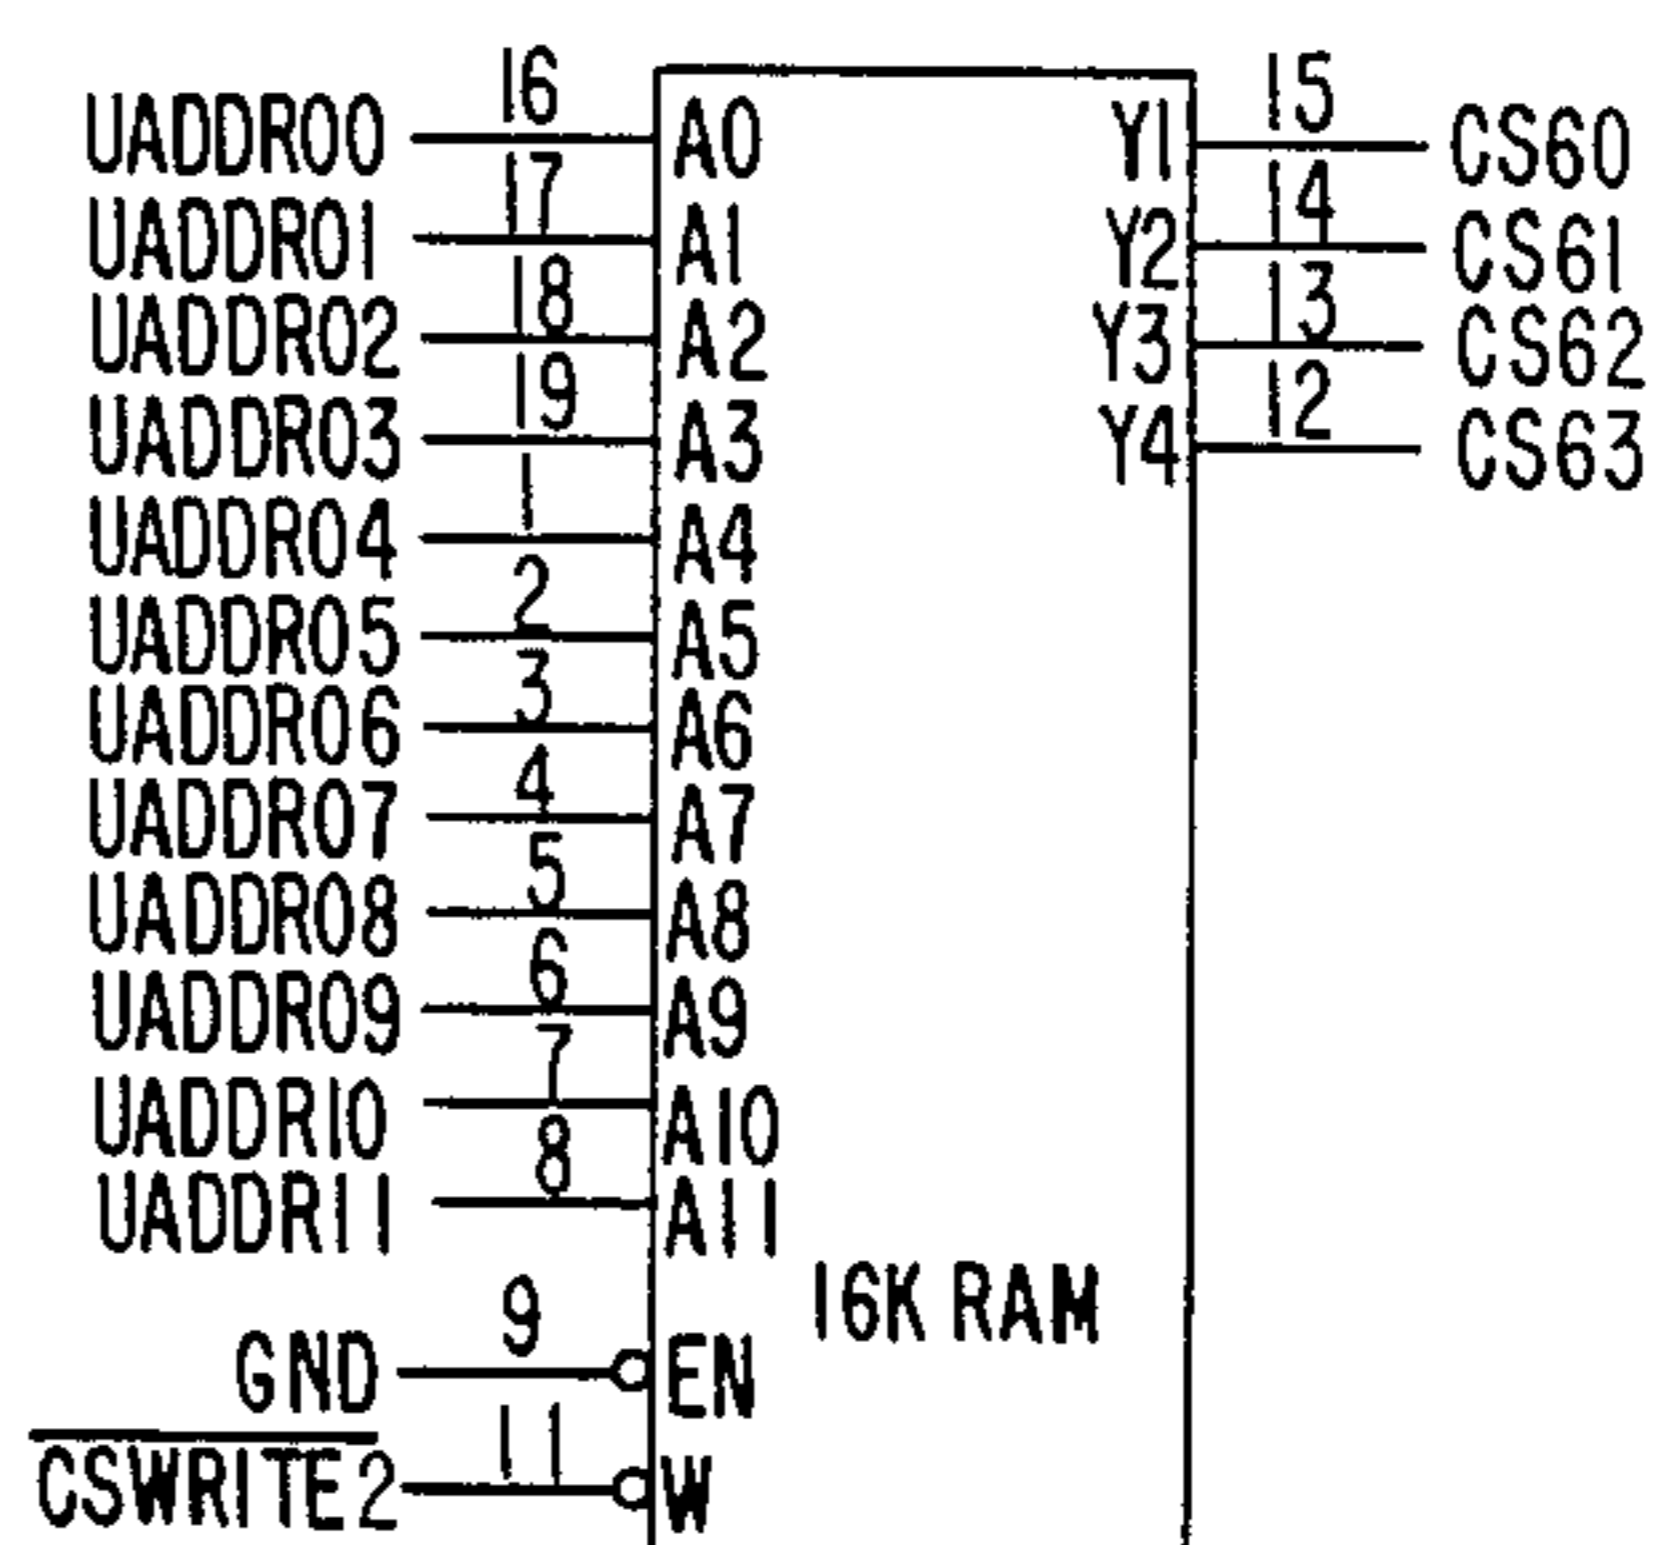 UADDR00 16 A0 Y1 15 CS60
UADDR01 17 A1 Y2 14 CS61
UADDR02 18 A2 Y3 13 CS62
UADDR03 19 A3 Y4 12 CS63
UADDR04 1 A4
UADDR05 2 A5
UADDR06 3 A6
UADDR07 4 A7
UADDR08 5 A8
UADDR09 6 A9
UADDR10 7 A10
UADDR11 8 A11
16K RAM
GND 9 EN
CSWRITE2 11 W